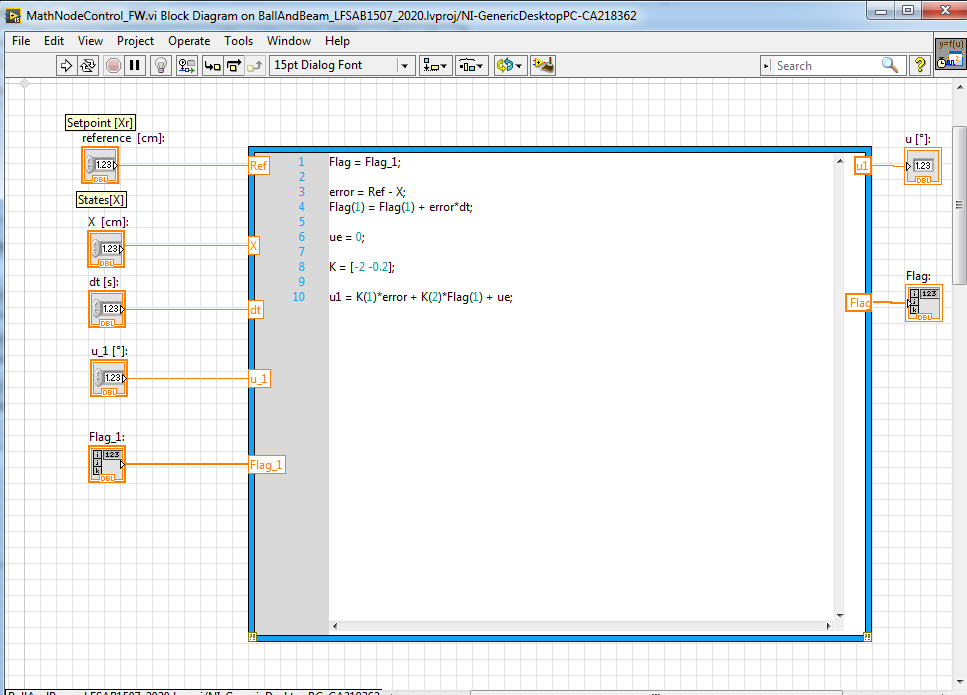 MathNodeControl_FW.vi Block Diagram on BallAndBeam_LFSAB1507_2020.lvproj/NI-GenericDesktopPC-CA218362
File Edit View Project Operate Tools Window Help
15pt Dialog Font
Search
?
y=f(u)
Setpoint [Xr]
reference [cm]:
1.23
DBL
States[X]
X [cm]:
1.23
DBL
dt [s]:
1.23
DBL
u_1 [°]:
1.23
DBL
Flag_1:
i 123
j
k
DBL
Ref
X
dt
u_1
Flag_1
1 Flag = Flag_1;
2
3 error = Ref - X;
4 Flag(1) = Flag(1) + error*dt;
5
6 ue = 0;
7
8 K = [-2 -0.2];
9
10 u1 = K(1)*error + K(2)*Flag(1) + ue;
u1
Flag
u [°]:
1.23
DBL
Flag:
i 123
j
k
DBL
BallAndBeam_LFSAB1507_2020.lvproj/NI-GenericDesktopPC-CA218362